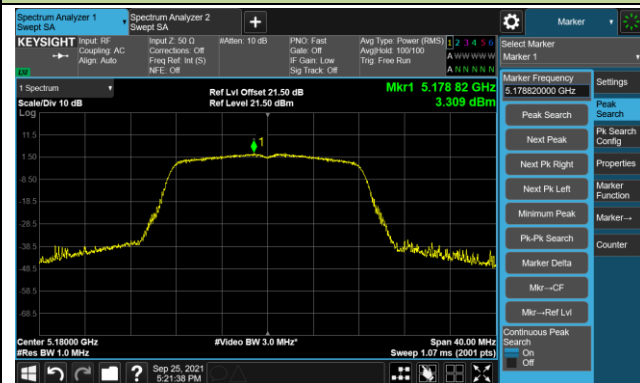 Spectrum Analyzer 1
Swept SA
Spectrum Analyzer 2
Swept SA
+
Marker
KEYSIGHT
Input: RF
Coupling: AC
Align: Auto
Input Z: 50 Ω
Corrections: Off
Freq Ref: Int (S)
NFE: Off
#Atten: 10 dB
PNO: Fast
Gate: Off
IF Gain: Low
Sig Track: Off
Avg Type: Power (RMS)
Avg|Hold: 100/100
Trig: Free Run
1 2 3 4 5 6
A W W W W W
A N N N N N
LXI
Select Marker
Marker 1
1 Spectrum
Scale/Div 10 dB
Log
Ref Lvl Offset 21.50 dB
Ref Level 21.50 dBm
Mkr1 5.178 82 GHz
3.309 dBm
1
11.5
1.50
-8.50
-18.5
-28.5
-38.5
-48.5
-58.5
-68.5
Center 5.18000 GHz
#Res BW 1.0 MHz
#Video BW 3.0 MHz*
Span 40.00 MHz
Sweep 1.07 ms (2001 pts)
Marker Frequency
5.178820000 GHz
Peak Search
Next Peak
Next Pk Right
Next Pk Left
Minimum Peak
Pk-Pk Search
Marker Delta
Mkr→CF
Mkr→Ref Lvl
Continuous Peak
Search
On
Off
Settings
Peak
Search
Pk Search
Config
Properties
Marker
Function
Marker→
Counter
?
Sep 25, 2021
5:21:38 PM